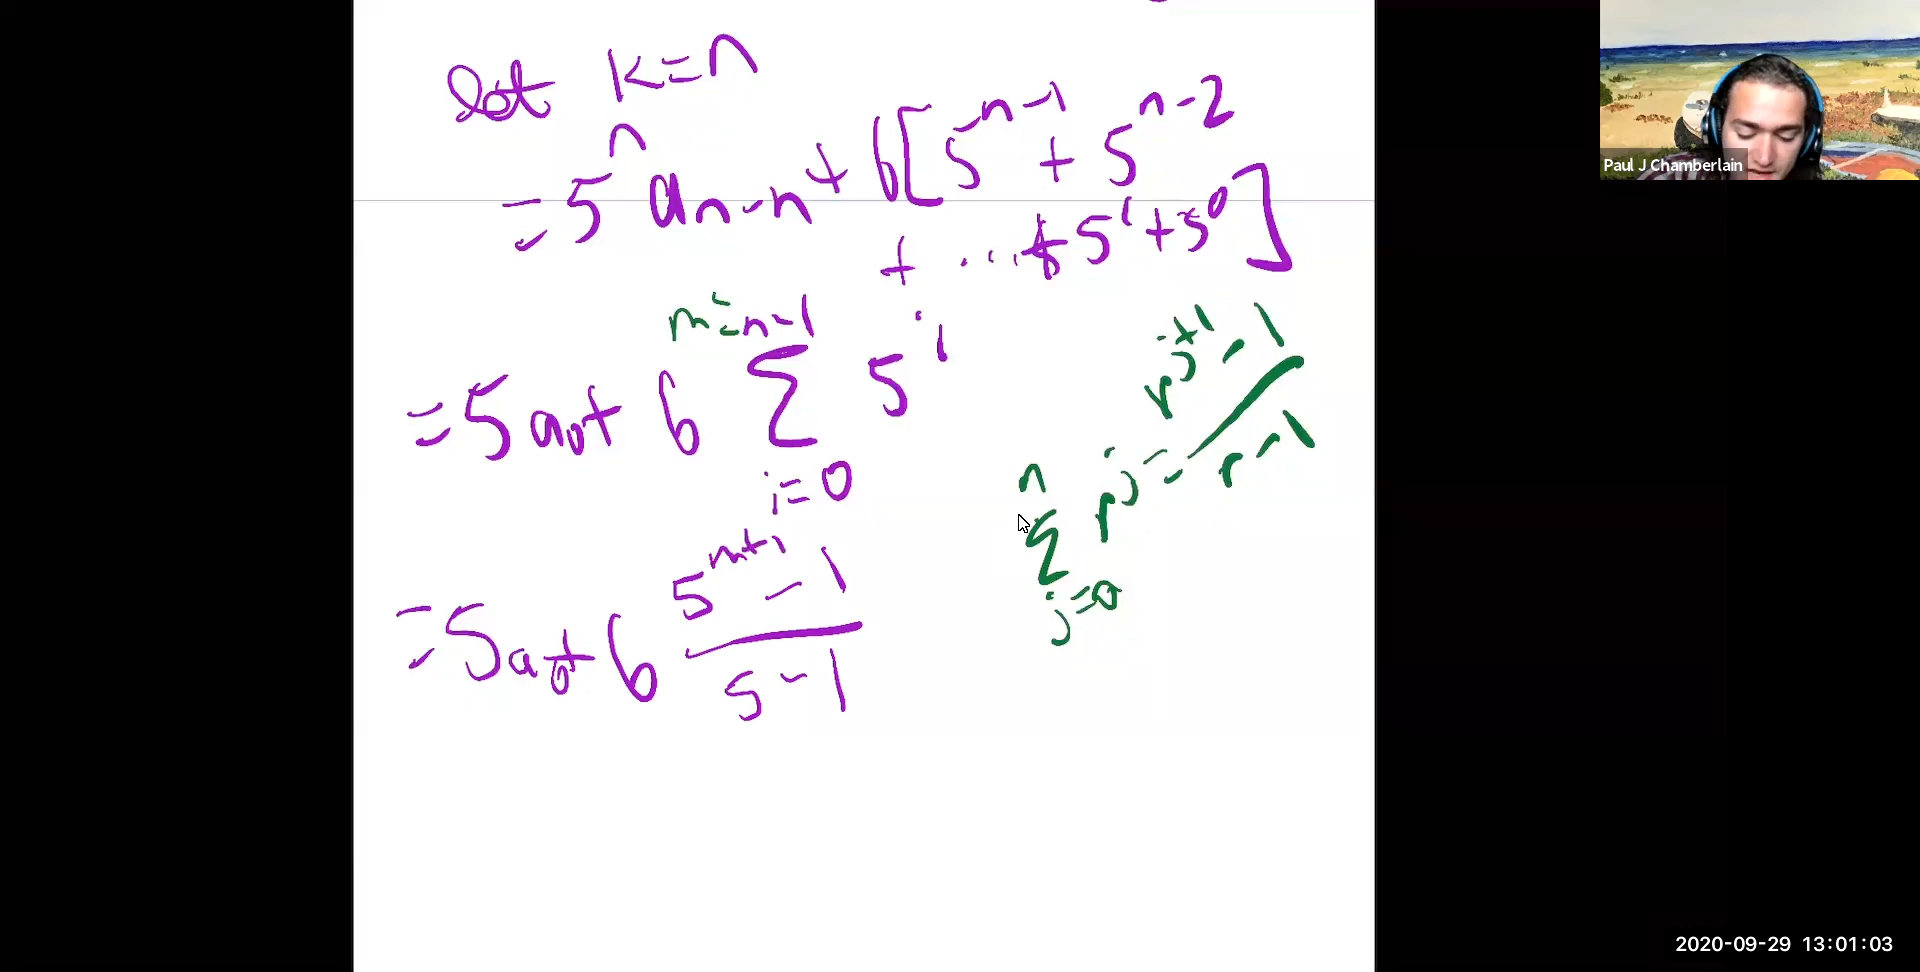 let k=n
= 5^n a_{n-n} + 6[5^{n-1} + 5^{n-2}
+ ... + 5^1 + 5^0]
m = n-1
= 5a_0 + 6 Σ 5^i
i=0
= 5a_0 + 6 (5^{m+1} - 1)/(5 - 1)
n
Σ r^j = (r^{j+1} - 1)/(r - 1)
j=0
Paul J Chamberlain
2020-09-29 13:01:03